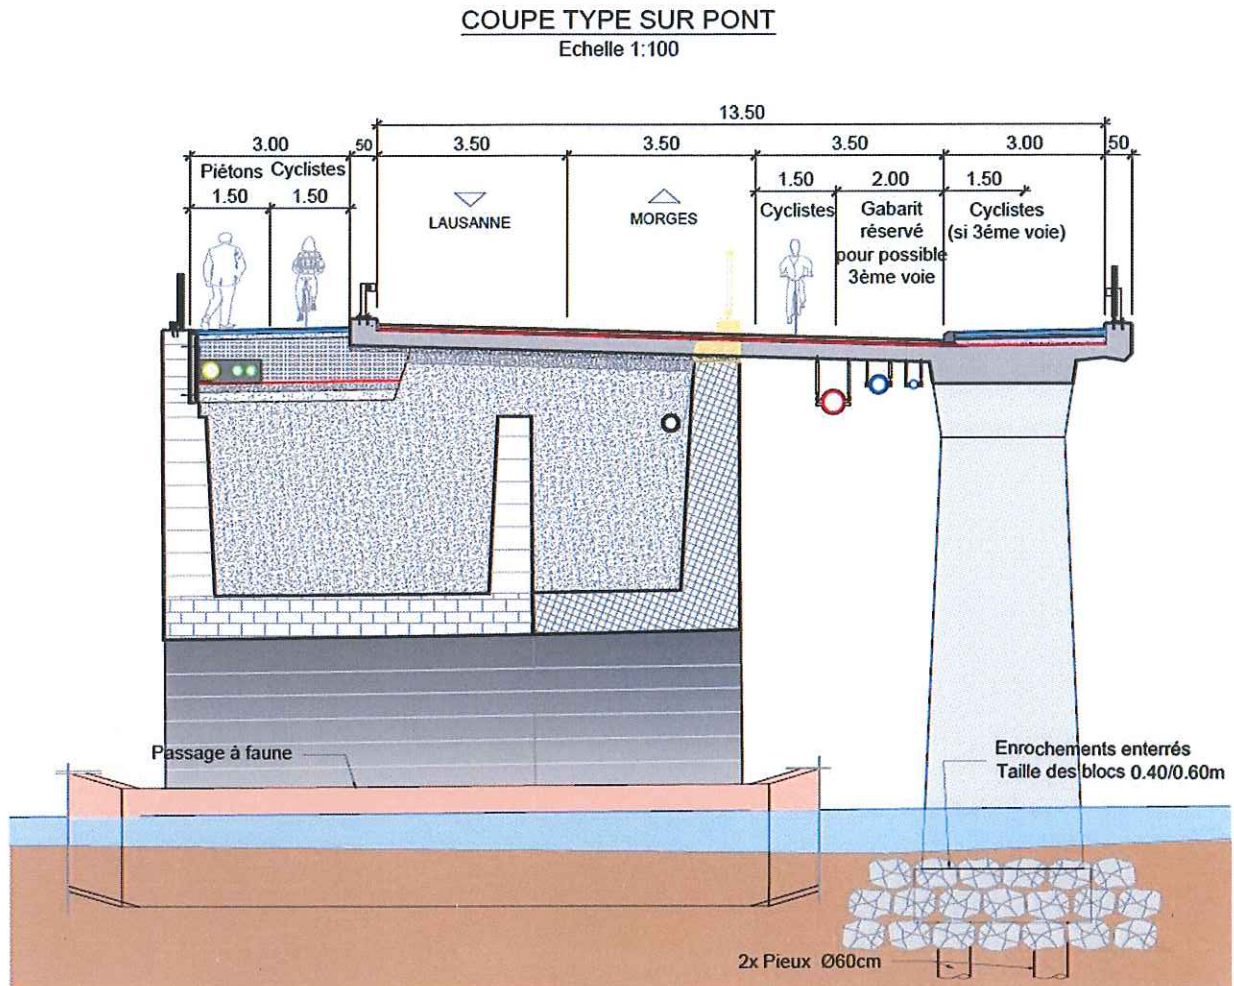 COUPE TYPE SUR PONT
Echelle 1:100
13.50
3.00 50 3.50 3.50 3.50 3.00 50
Piétons Cyclistes
1.50 1.50
LAUSANNE
MORGES
1.50 2.00 1.50
Cyclistes
Gabarit
réservé
pour possible
3ème voie
Cyclistes
(si 3éme voie)
Passage à faune
Enrochements enterrés
Taille des blocs 0.40/0.60m
2x Pieux Ø60cm